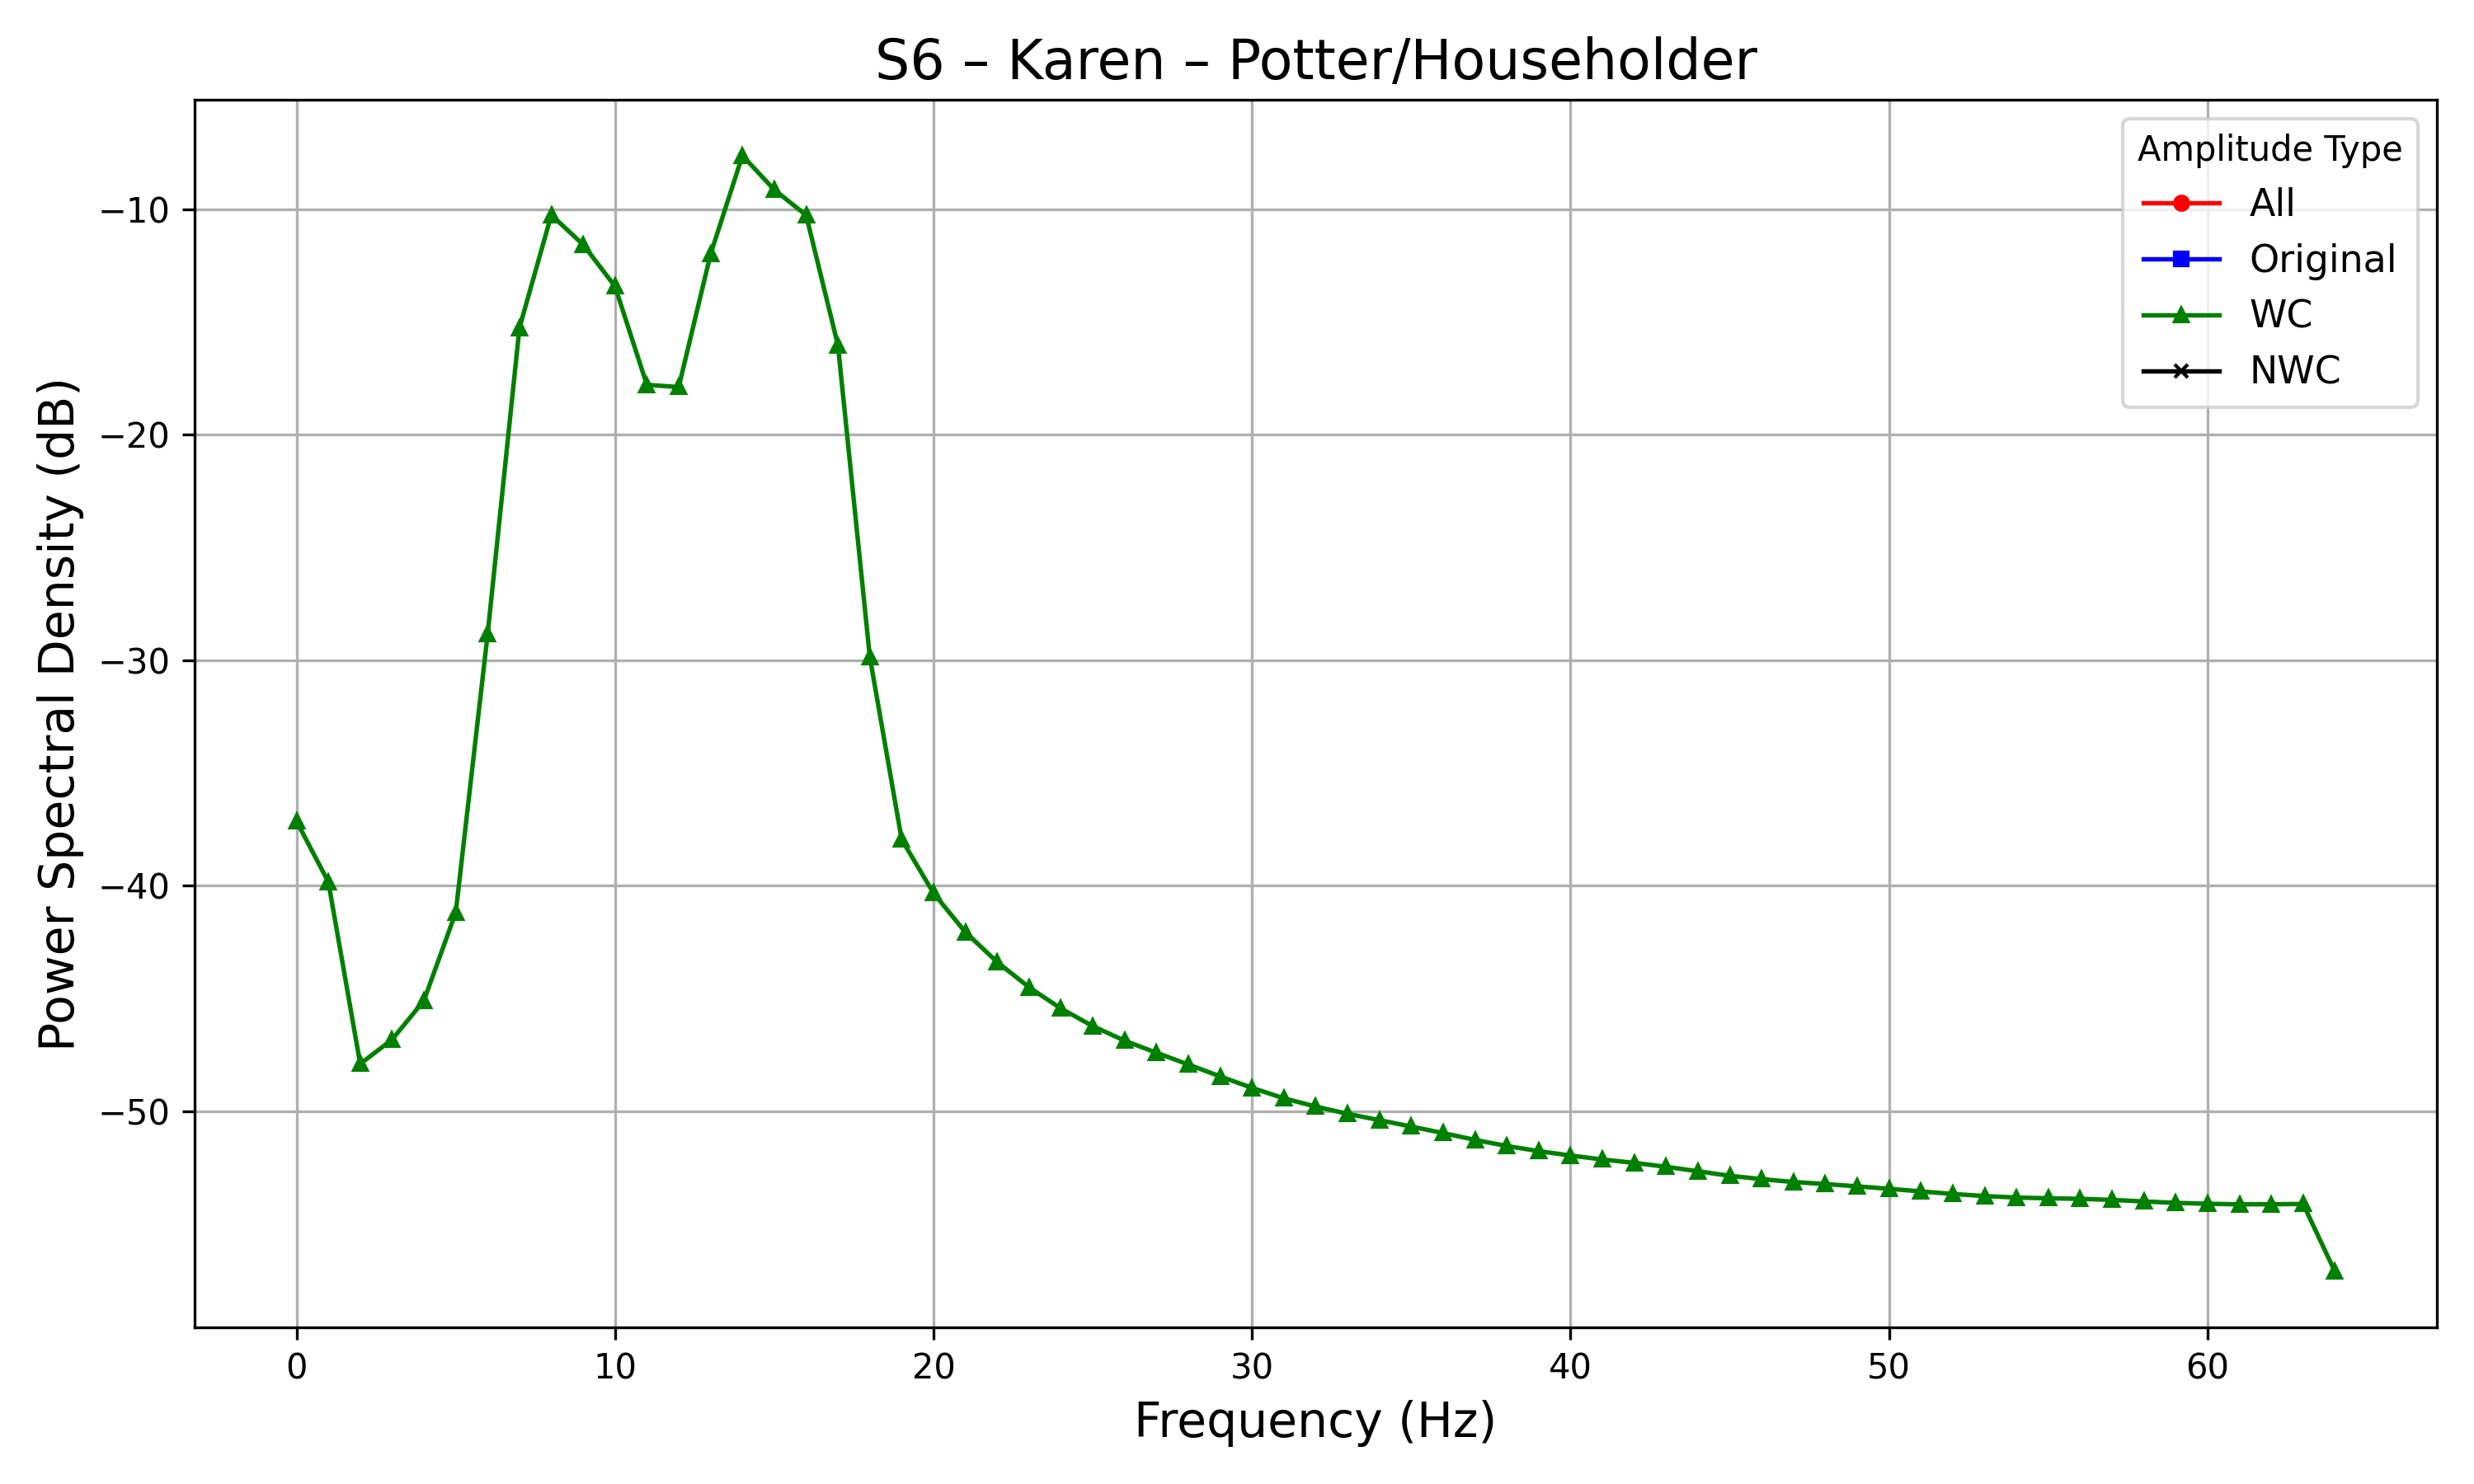 S6 – Karen – Potter/Householder
Power Spectral Density (dB)
−10
−20
−30
−40
−50
0 10 20 30 40 50 60
Frequency (Hz)
Amplitude Type
All
Original
WC
NWC